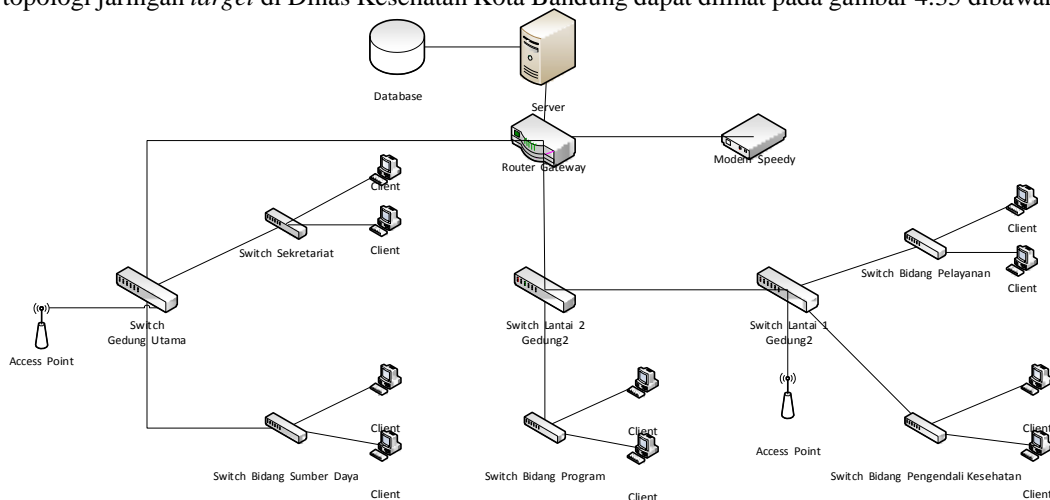 topologi jaringan target di Dinas Kesehatan Kota Bandung dapat dilihat pada gambar 4.35 dibawah
Database
Server
Router Gateway
Modem Speedy
Client
Client
Switch Sekretariat
Client
Client
Switch Bidang Pelayanan
Switch
Gedung Utama
Access Point
Switch Lantai 2
Gedung2
Switch Lantai 1
Gedung2
Client
Client
Switch Bidang Sumber Daya
Client
Client
Switch Bidang Program
Access Point
Client
Client
Switch Bidang Pengendali Kesehatan